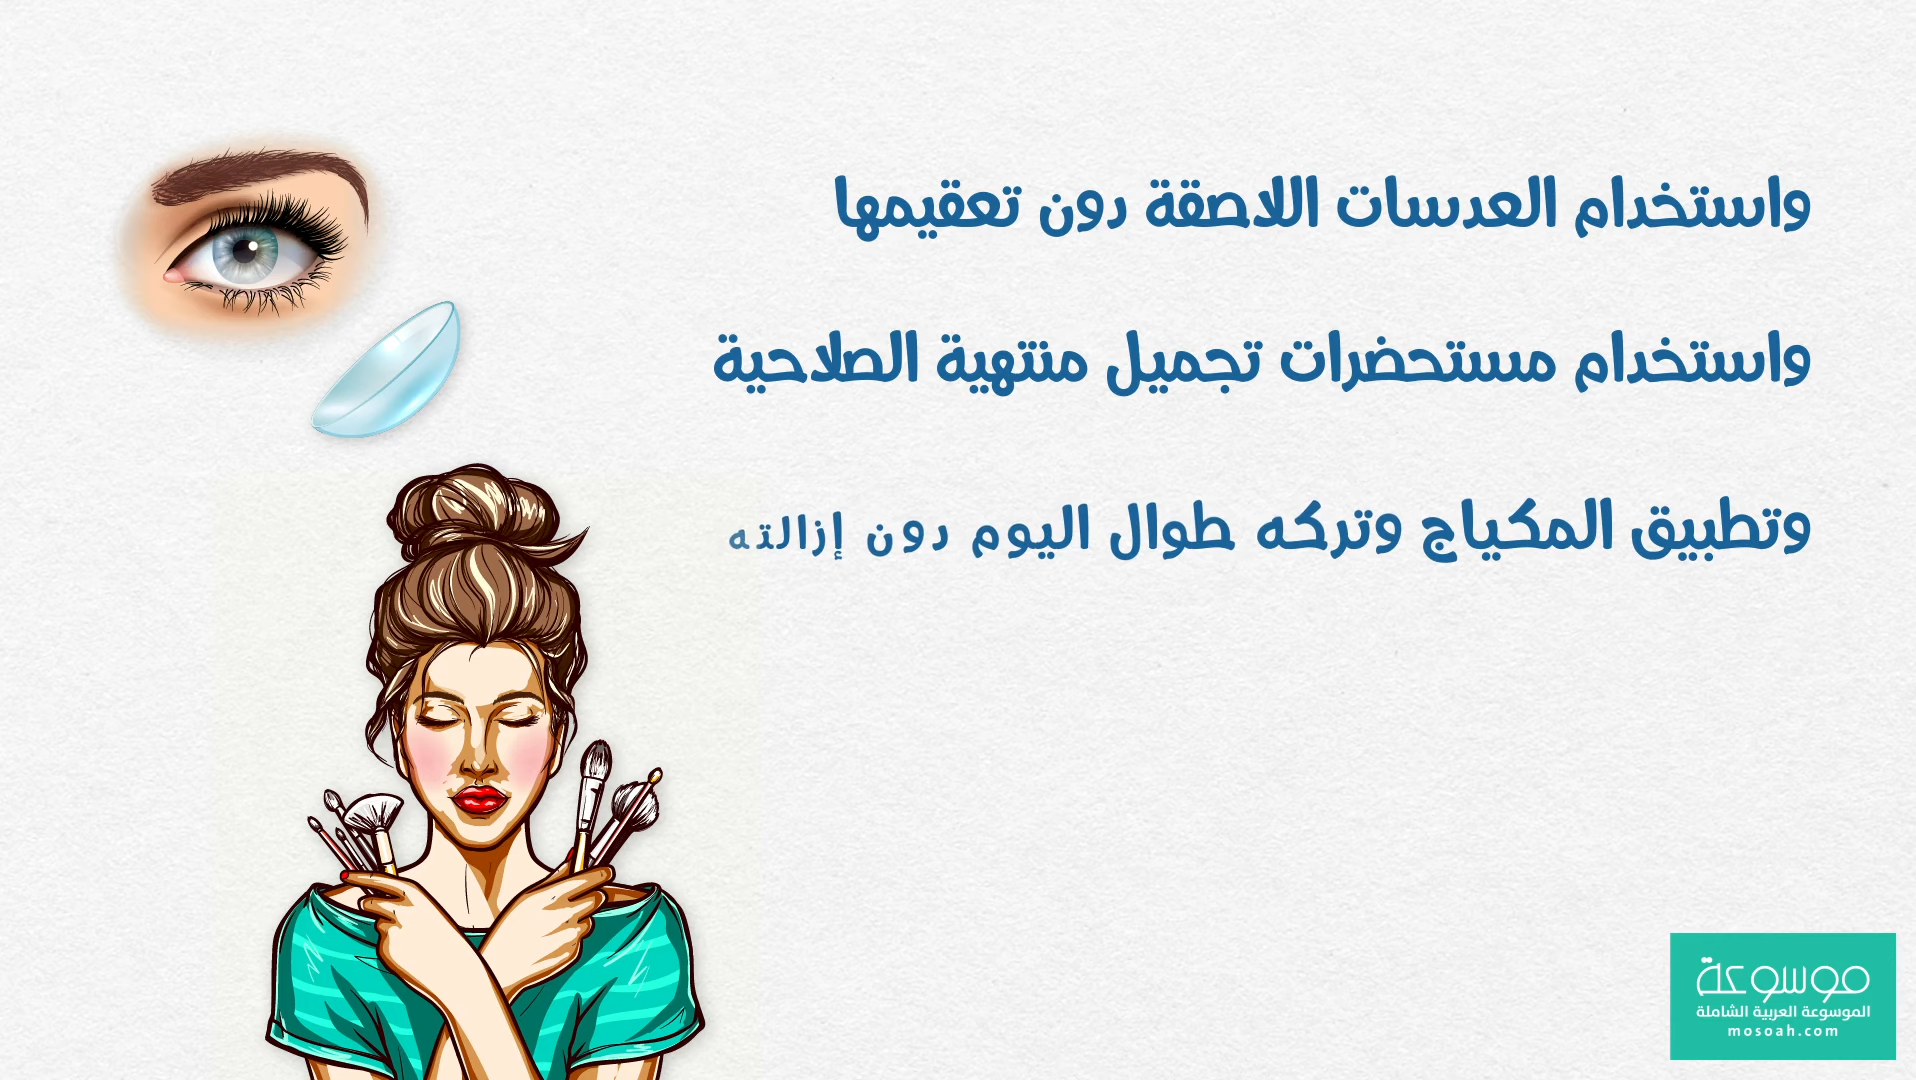 واستخدام العدسات اللاصقة دون تعقيمها
واستخدام مستحضرات تجميل منتهية الصلاحية
وتطبيق المكياج وتركه طوال اليوم دون إزالته
موسوعة
الموسوعة العربية الشاملة
mosoah.com